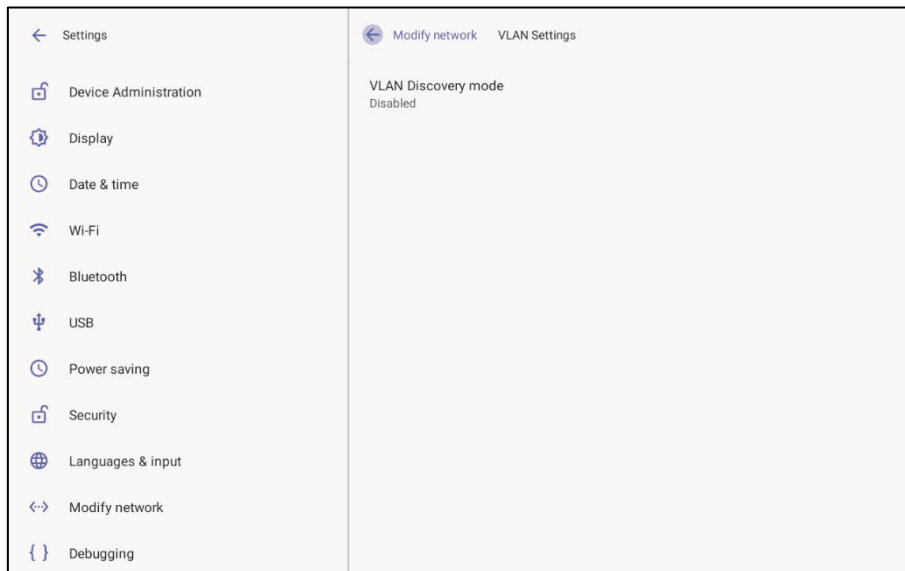 Settings
Device Administration
Display
Date & time
Wi-Fi
Bluetooth
USB
Power saving
Security
Languages & input
Modify network
Debugging
Modify network VLAN Settings
VLAN Discovery mode
Disabled